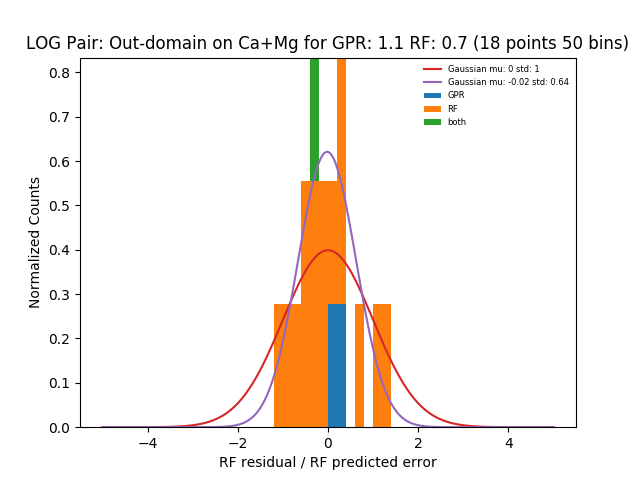 LOG Pair: Out-domain on Ca+Mg for GPR: 1.1 RF: 0.7 (18 points 50 bins)
Gaussian mu: 0 std: 1
Gaussian mu: -0.02 std: 0.64
GPR
RF
both
Normalized Counts
0.8
0.7
0.6
0.5
0.4
0.3
0.2
0.1
0.0
−4
−2
0
2
4
RF residual / RF predicted error